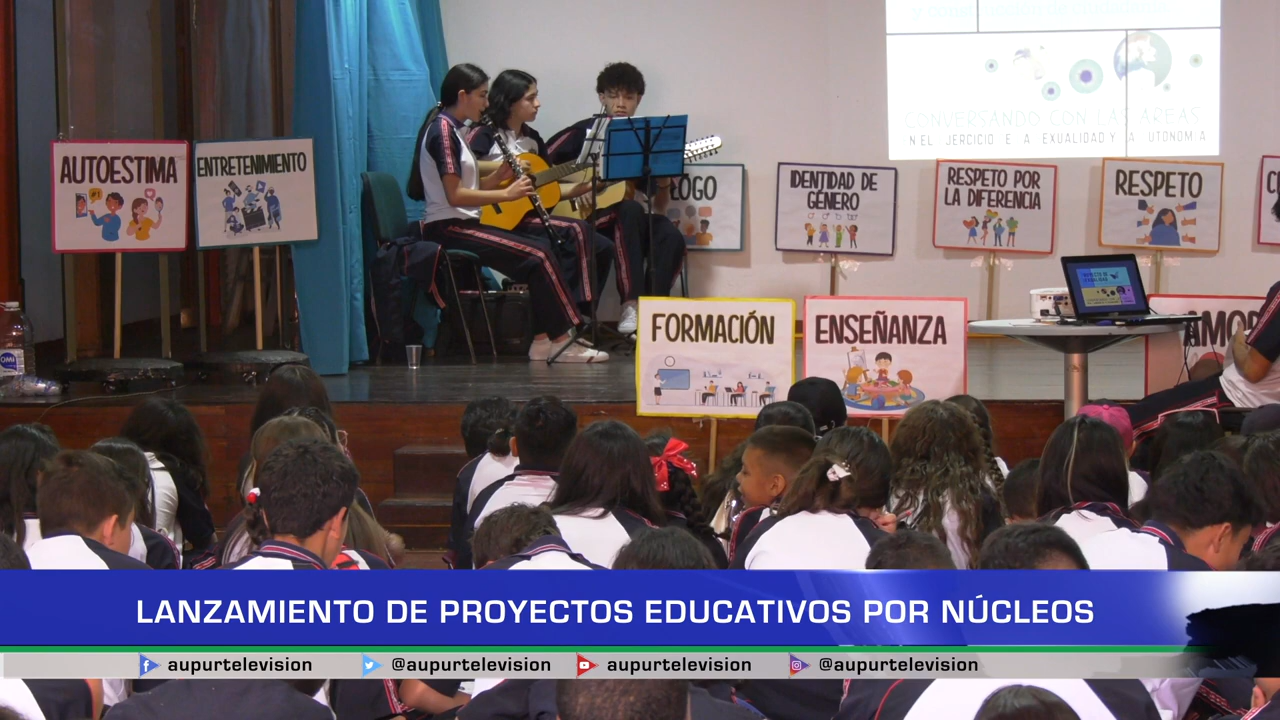 CONVERSANDO CON LAS AREAS
AUTOESTIMA
ENTRETENIMIENTO
LOGO
IDENTIDAD DE
GÉNERO
RESPETO POR
LA DIFERENCIA
RESPETO
FORMACIÓN
ENSEÑANZA
AMOR
LANZAMIENTO DE PROYECTOS EDUCATIVOS POR NÚCLEOS
aupurtelevision
@aupurtelevision
aupurtelevision
@aupurtelevision